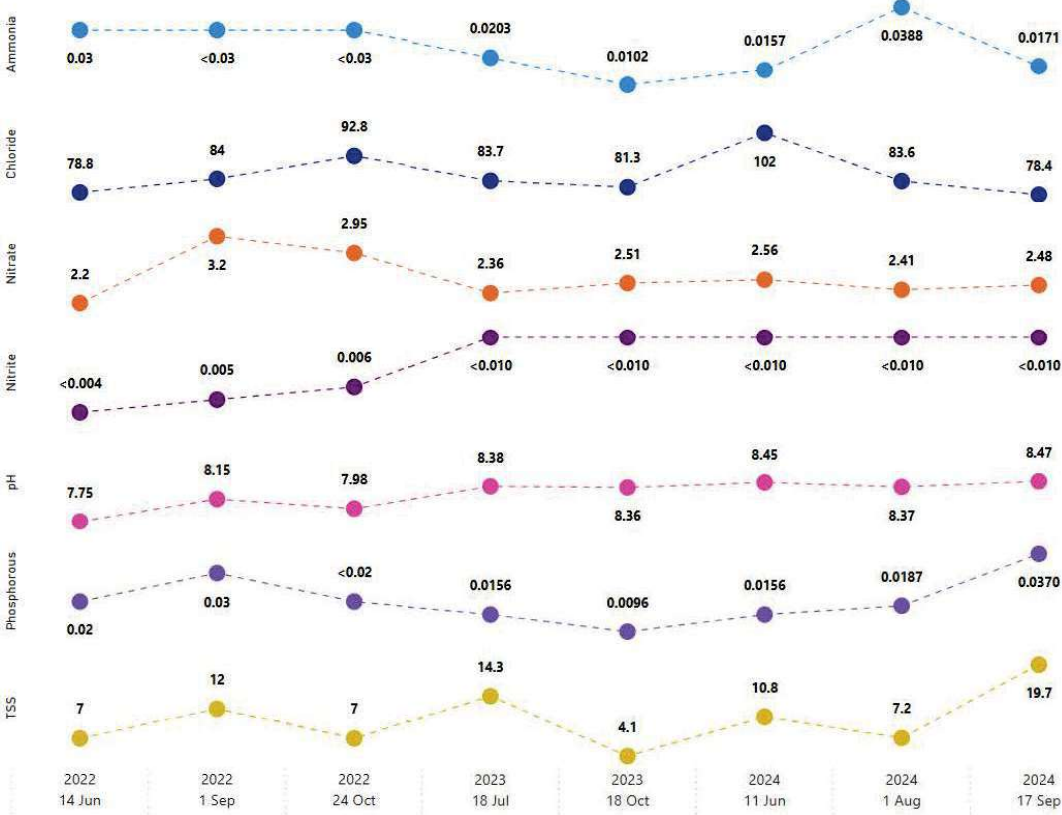 Ammonia
0.03 <0.03 <0.03 0.0203 0.0102 0.0157 0.0388 0.0171
Chloride
78.8 84 92.8 83.7 81.3 102 83.6 78.4
Nitrate
2.2 3.2 2.95 2.36 2.51 2.56 2.41 2.48
Nitrite
<0.004 0.005 0.006 <0.010 <0.010 <0.010 <0.010 <0.010
pH
7.75 8.15 7.98 8.38 8.36 8.45 8.37 8.47
Phosphorous
0.02 0.03 <0.02 0.0156 0.0096 0.0156 0.0187 0.0370
TSS
7 12 7 14.3 4.1 10.8 7.2 19.7
2022 2022 2022 2023 2023 2024 2024 2024
14 Jun 1 Sep 24 Oct 18 Jul 18 Oct 11 Jun 1 Aug 17 Sep